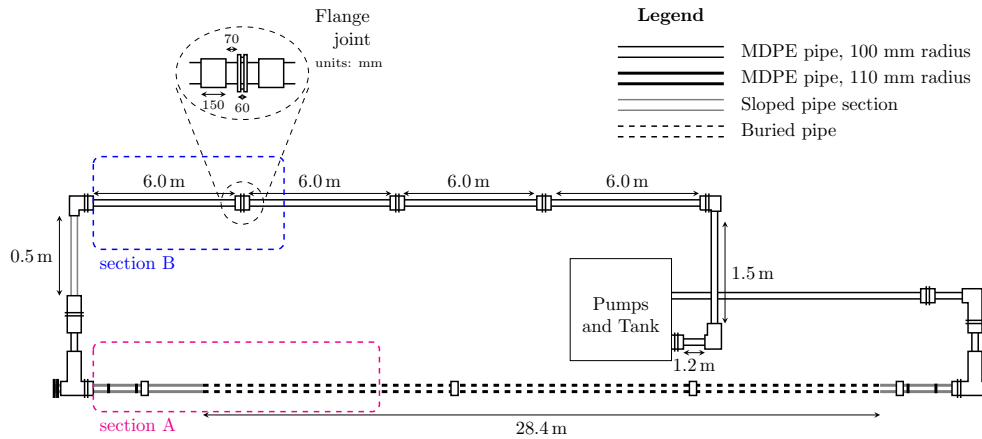 Flange
joint
units: mm
70
150
60
Legend
MDPE pipe, 100 mm radius
MDPE pipe, 110 mm radius
Sloped pipe section
Buried pipe
6.0 m
6.0 m
6.0 m
6.0 m
0.5 m
section B
1.5 m
Pumps
and Tank
1.2 m
section A
28.4 m